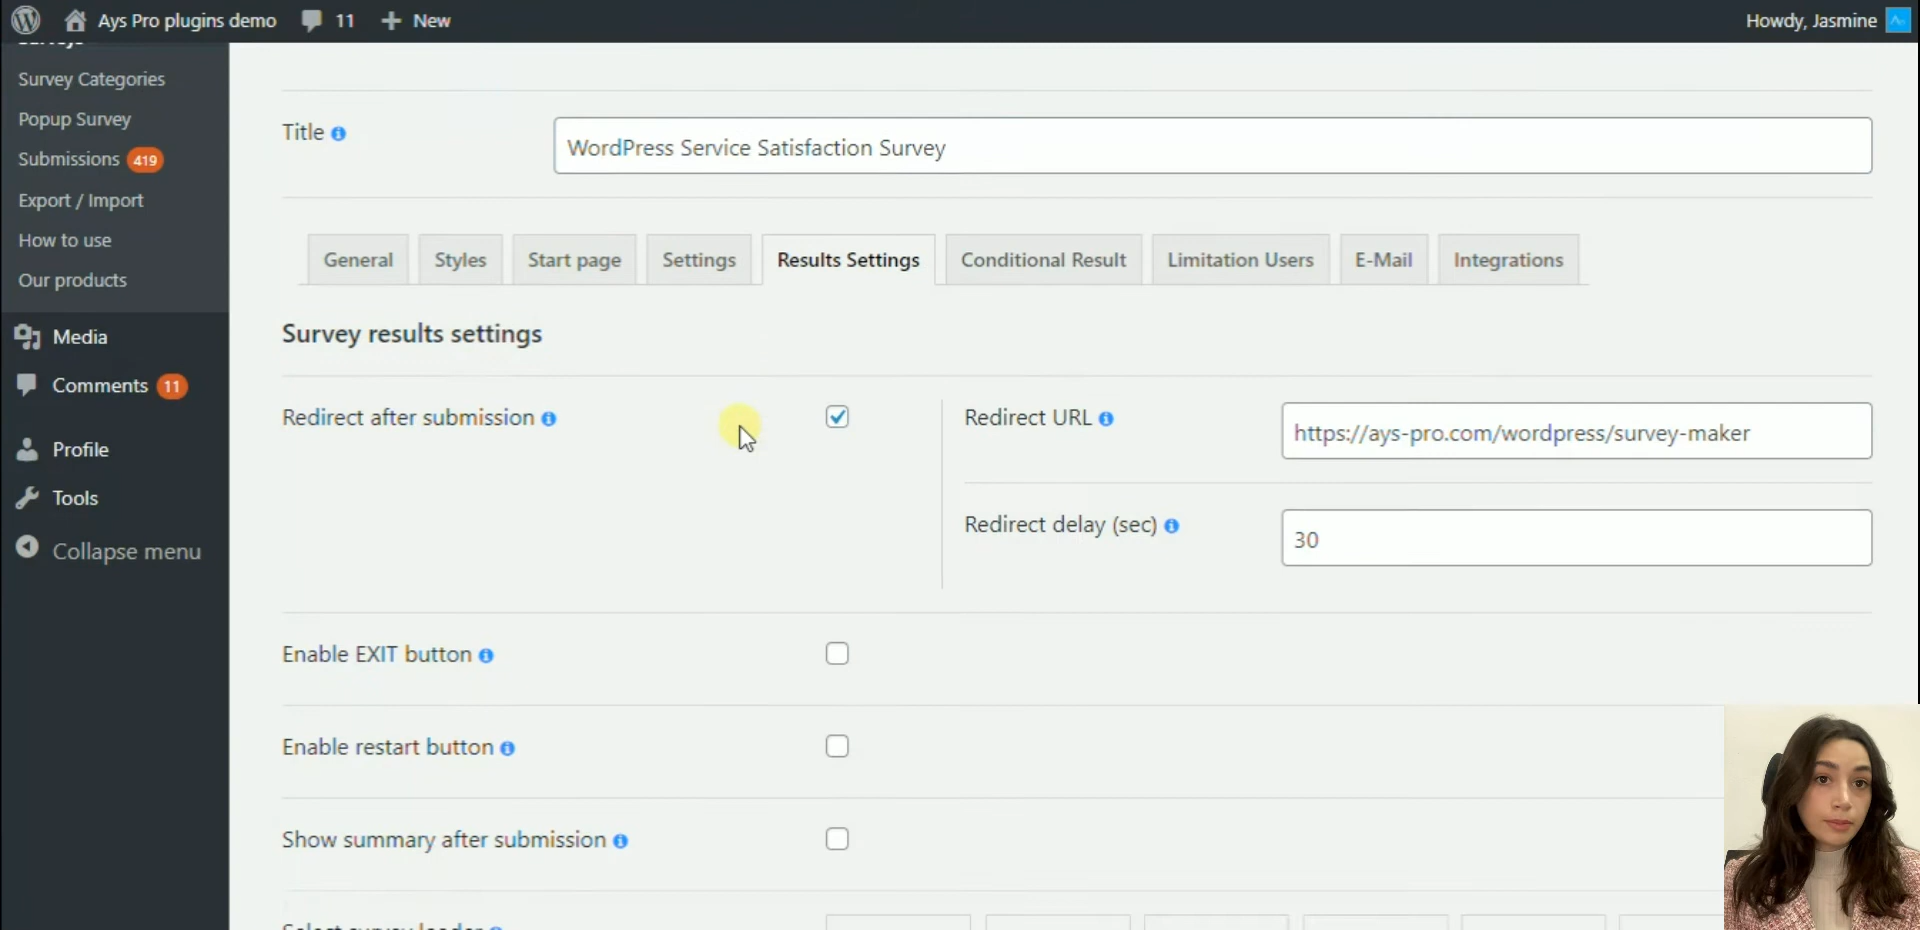 Ays Pro plugins demo 11 New Howdy, Jasmine
Surveys
Survey Categories
Popup Survey
Submissions 419
Export / Import
How to use
Our products
Media
Comments 11
Profile
Tools
Collapse menu
Title
WordPress Service Satisfaction Survey
General Styles Start page Settings Results Settings Conditional Result Limitation Users E-Mail Integrations
Survey results settings
Redirect after submission
Redirect URL
https://ays-pro.com/wordpress/survey-maker
Redirect delay (sec)
30
Enable EXIT button
Enable restart button
Show summary after submission
Select survey loader